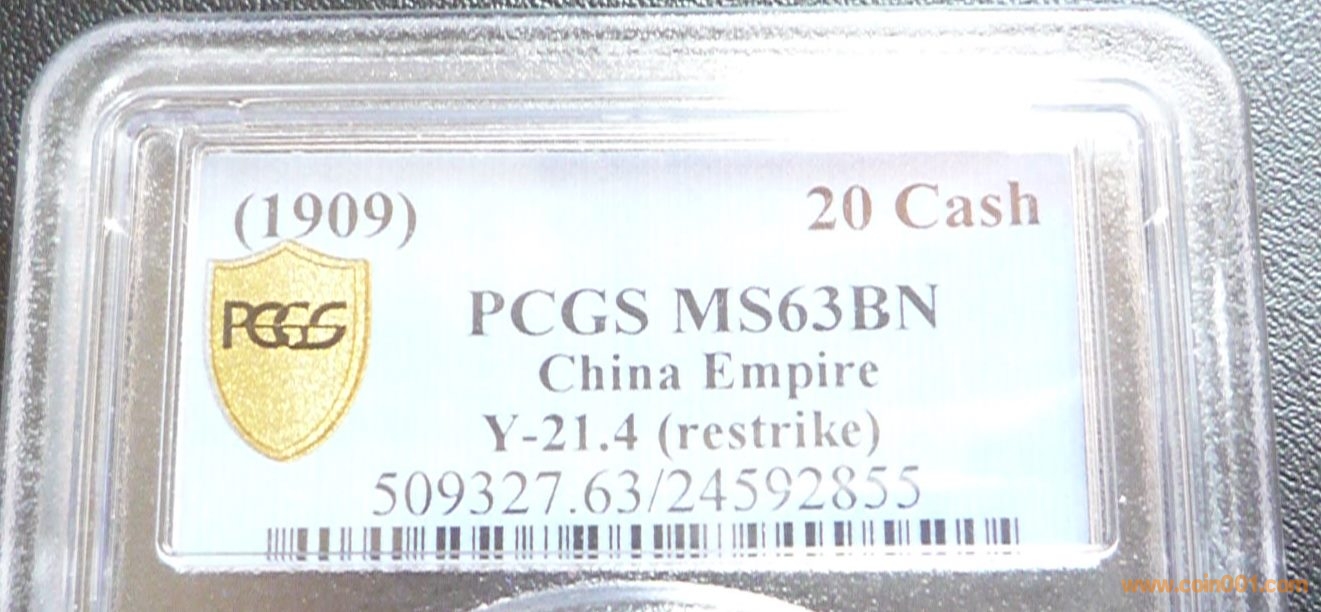 (1909) 20 Cash
PCGS
PCGS MS63BN
China Empire
Y-21.4 (restrike)
509327.63/24592855
www.coin001.com